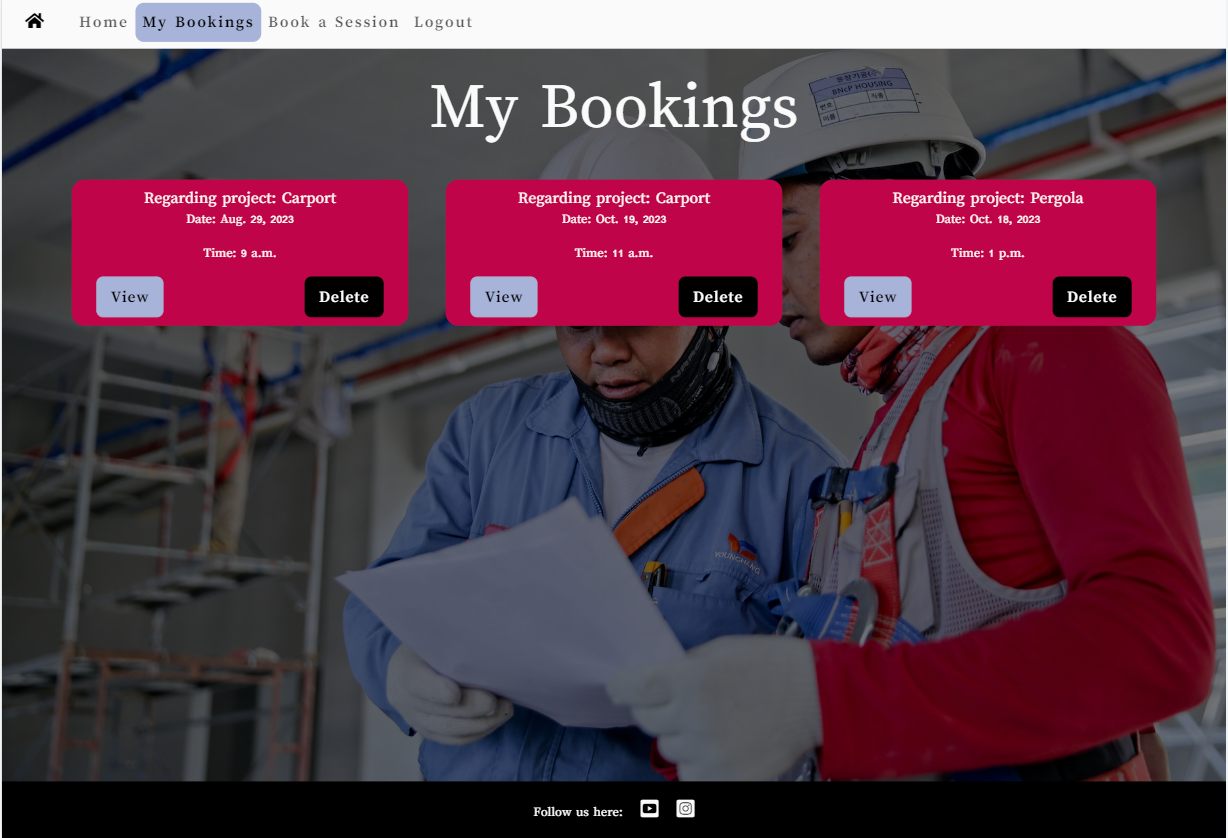 Home My Bookings Book a Session Logout
My Bookings
BN&P HOUSING
Regarding project: Carport
Date: Aug. 29, 2023
Time: 9 a.m.
View Delete
Regarding project: Carport
Date: Oct. 19, 2023
Time: 11 a.m.
View Delete
Regarding project: Pergola
Date: Oct. 18, 2023
Time: 1 p.m.
View Delete
Follow us here: